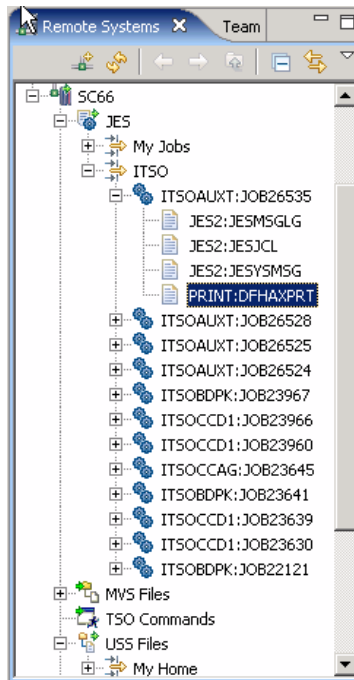 Remote Systems Team
SC66
JES
My Jobs
ITSO
ITSOAUXT:JOB26535
JES2:JESMSGLG
JES2:JESJCL
JES2:JESYSMSG
PRINT:DFHAXPRT
ITSOAUXT:JOB26528
ITSOAUXT:JOB26525
ITSOAUXT:JOB26524
ITSOBDPK:JOB23967
ITSOCCD1:JOB23966
ITSOCCD1:JOB23960
ITSOCCAG:JOB23645
ITSOBDPK:JOB23641
ITSOCCD1:JOB23639
ITSOCCD1:JOB23630
ITSOBDPK:JOB22121
MVS Files
TSO Commands
USS Files
My Home